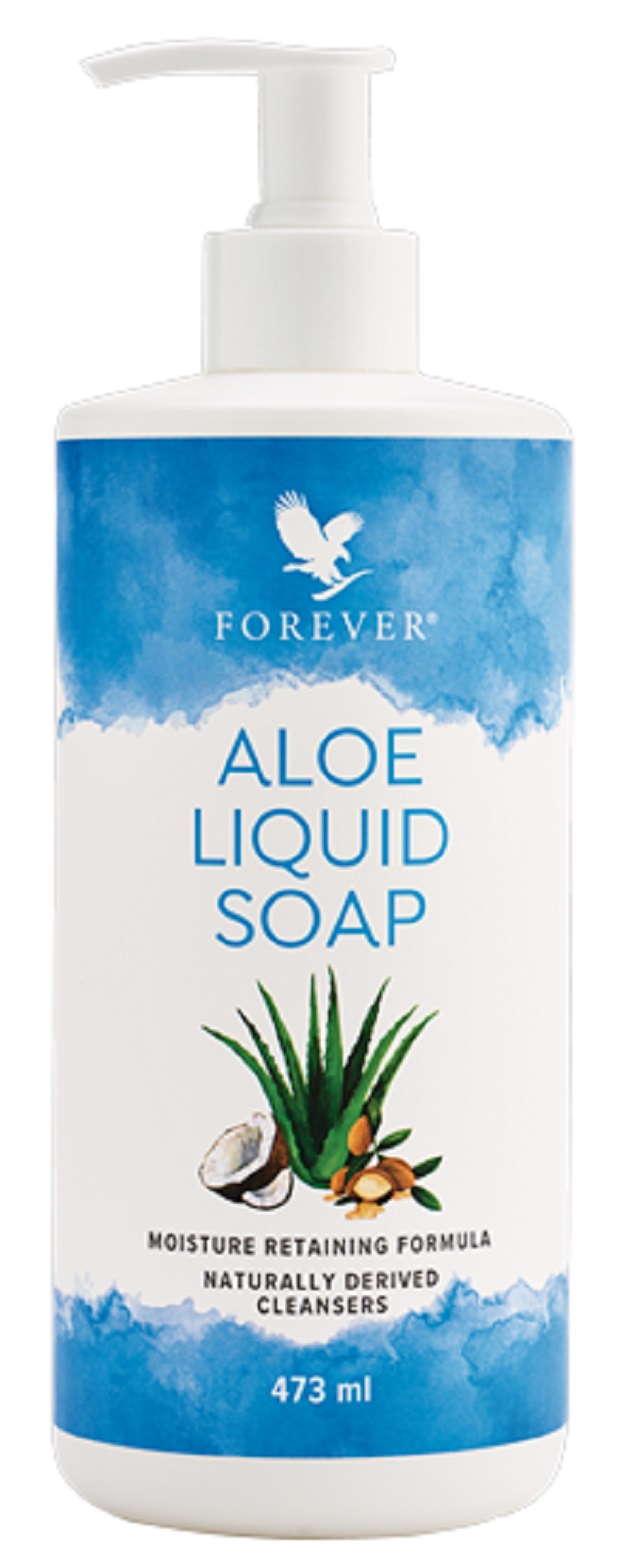 FOREVER®
ALOE
LIQUID
SOAP
MOISTURE RETAINING FORMULA
NATURALLY DERIVED
CLEANSERS
473 ml